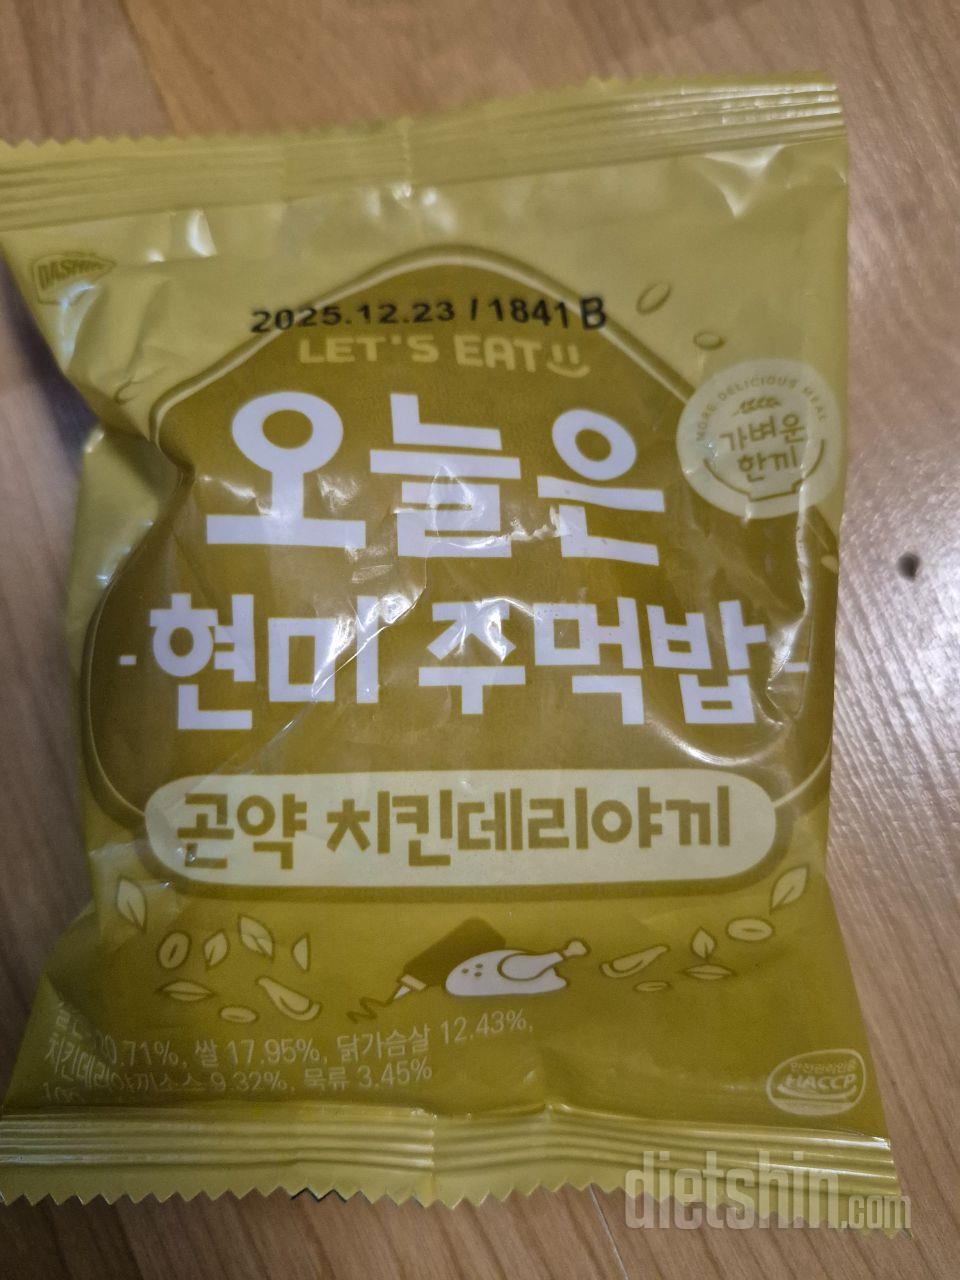 DASHIN
2025.12.23 / 1841 B
LET'S EAT
MORE DELICIOUS MEAL
가벼운
한끼
오늘은
현미 주먹밥
곤약 치킨데리야끼
.71%, 쌀 17.95%, 닭가슴살 12.43%,
치킨데리야끼소스 9.32%, 묵류 3.45%
HACCP
dietshin.com